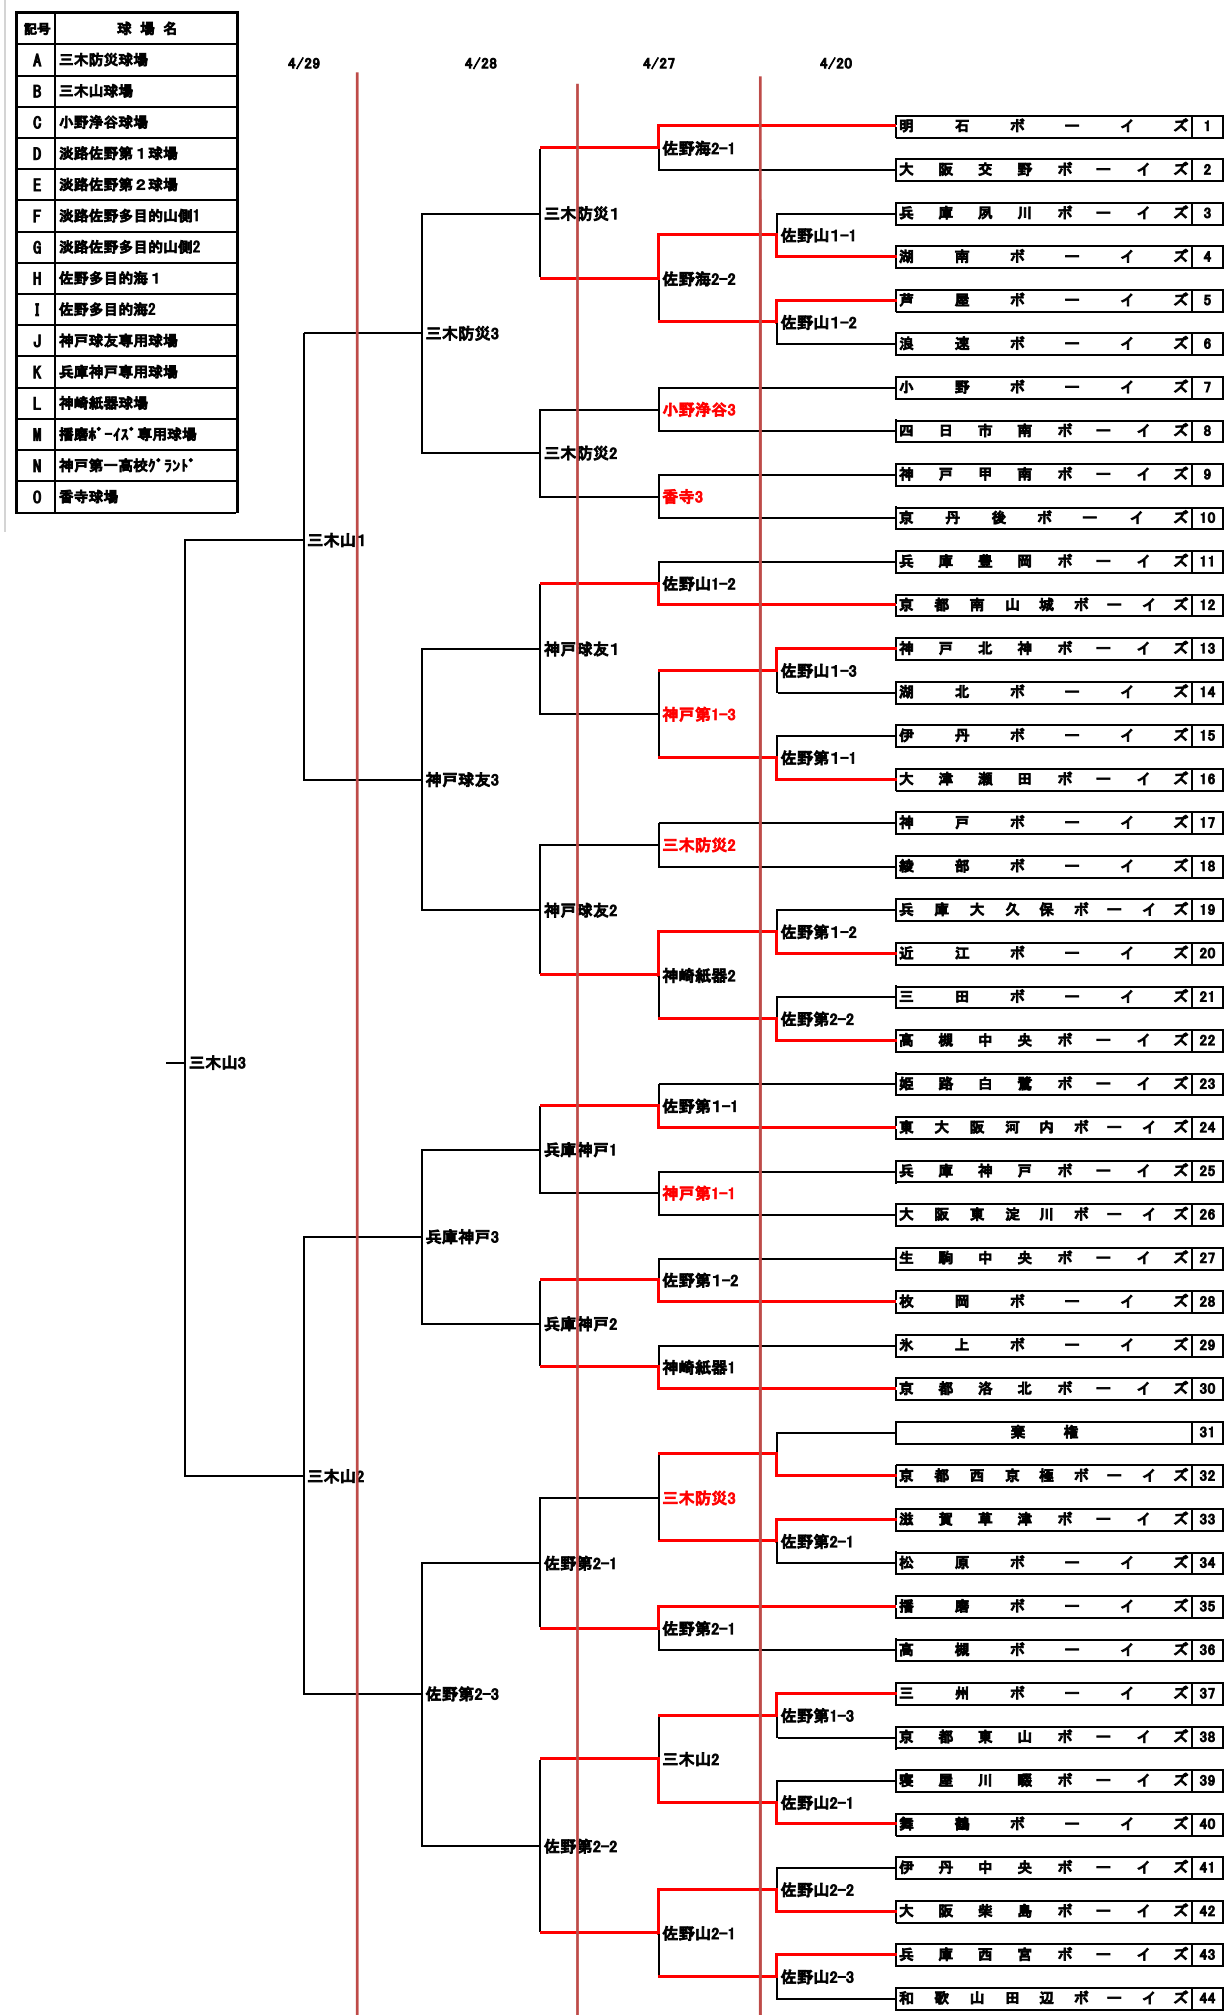 記号 球場名
A 三木防災球場
B 三木山球場
C 小野浄谷球場
D 淡路佐野第１球場
E 淡路佐野第２球場
F 淡路佐野多目的山側1
G 淡路佐野多目的山側2
H 佐野多目的海１
I 佐野多目的海2
J 神戸球友専用球場
K 兵庫神戸専用球場
L 神崎紙器球場
M 播磨ﾎﾞｰｲｽﾞ専用球場
N 神戸第一高校ｸﾞﾗﾝﾄﾞ
O 香寺球場
4/29 4/28 4/27 4/20
明石ボーイズ 1
佐野海2-1
大阪交野ボーイズ 2
三木防災1
兵庫夙川ボーイズ 3
佐野山1-1
湖南ボーイズ 4
佐野海2-2
芦屋ボーイズ 5
佐野山1-2
浪速ボーイズ 6
三木防災3
小野ボーイズ 7
小野浄谷3
四日市南ボーイズ 8
三木防災2
神戸甲南ボーイズ 9
香寺3
京丹後ボーイズ 10
三木山1
兵庫豊岡ボーイズ 11
佐野山1-2
京都南山城ボーイズ 12
神戸球友1
神戸北神ボーイズ 13
佐野山1-3
湖北ボーイズ 14
神戸第1-3
伊丹ボーイズ 15
佐野第1-1
大津瀬田ボーイズ 16
神戸球友3
神戸ボーイズ 17
三木防災2
綾部ボーイズ 18
神戸球友2
兵庫大久保ボーイズ 19
佐野第1-2
近江ボーイズ 20
神崎紙器2
三田ボーイズ 21
佐野第2-2
高槻中央ボーイズ 22
三木山3
姫路白鷺ボーイズ 23
佐野第1-1
東大阪河内ボーイズ 24
兵庫神戸1
兵庫神戸ボーイズ 25
神戸第1-1
大阪東淀川ボーイズ 26
兵庫神戸3
生駒中央ボーイズ 27
佐野第1-2
枚岡ボーイズ 28
兵庫神戸2
氷上ボーイズ 29
神崎紙器1
京都洛北ボーイズ 30
棄権 31
三木山2
京都西京極ボーイズ 32
三木防災3
滋賀草津ボーイズ 33
佐野第2-1
松原ボーイズ 34
佐野第2-1
播磨ボーイズ 35
佐野第2-1
高槻ボーイズ 36
佐野第2-3
三州ボーイズ 37
佐野第1-3
京都東山ボーイズ 38
三木山2
寝屋川畷ボーイズ 39
佐野山2-1
舞鶴ボーイズ 40
佐野第2-2
伊丹中央ボーイズ 41
佐野山2-2
大阪柴島ボーイズ 42
佐野山2-1
兵庫西宮ボーイズ 43
佐野山2-3
和歌山田辺ボーイズ 44